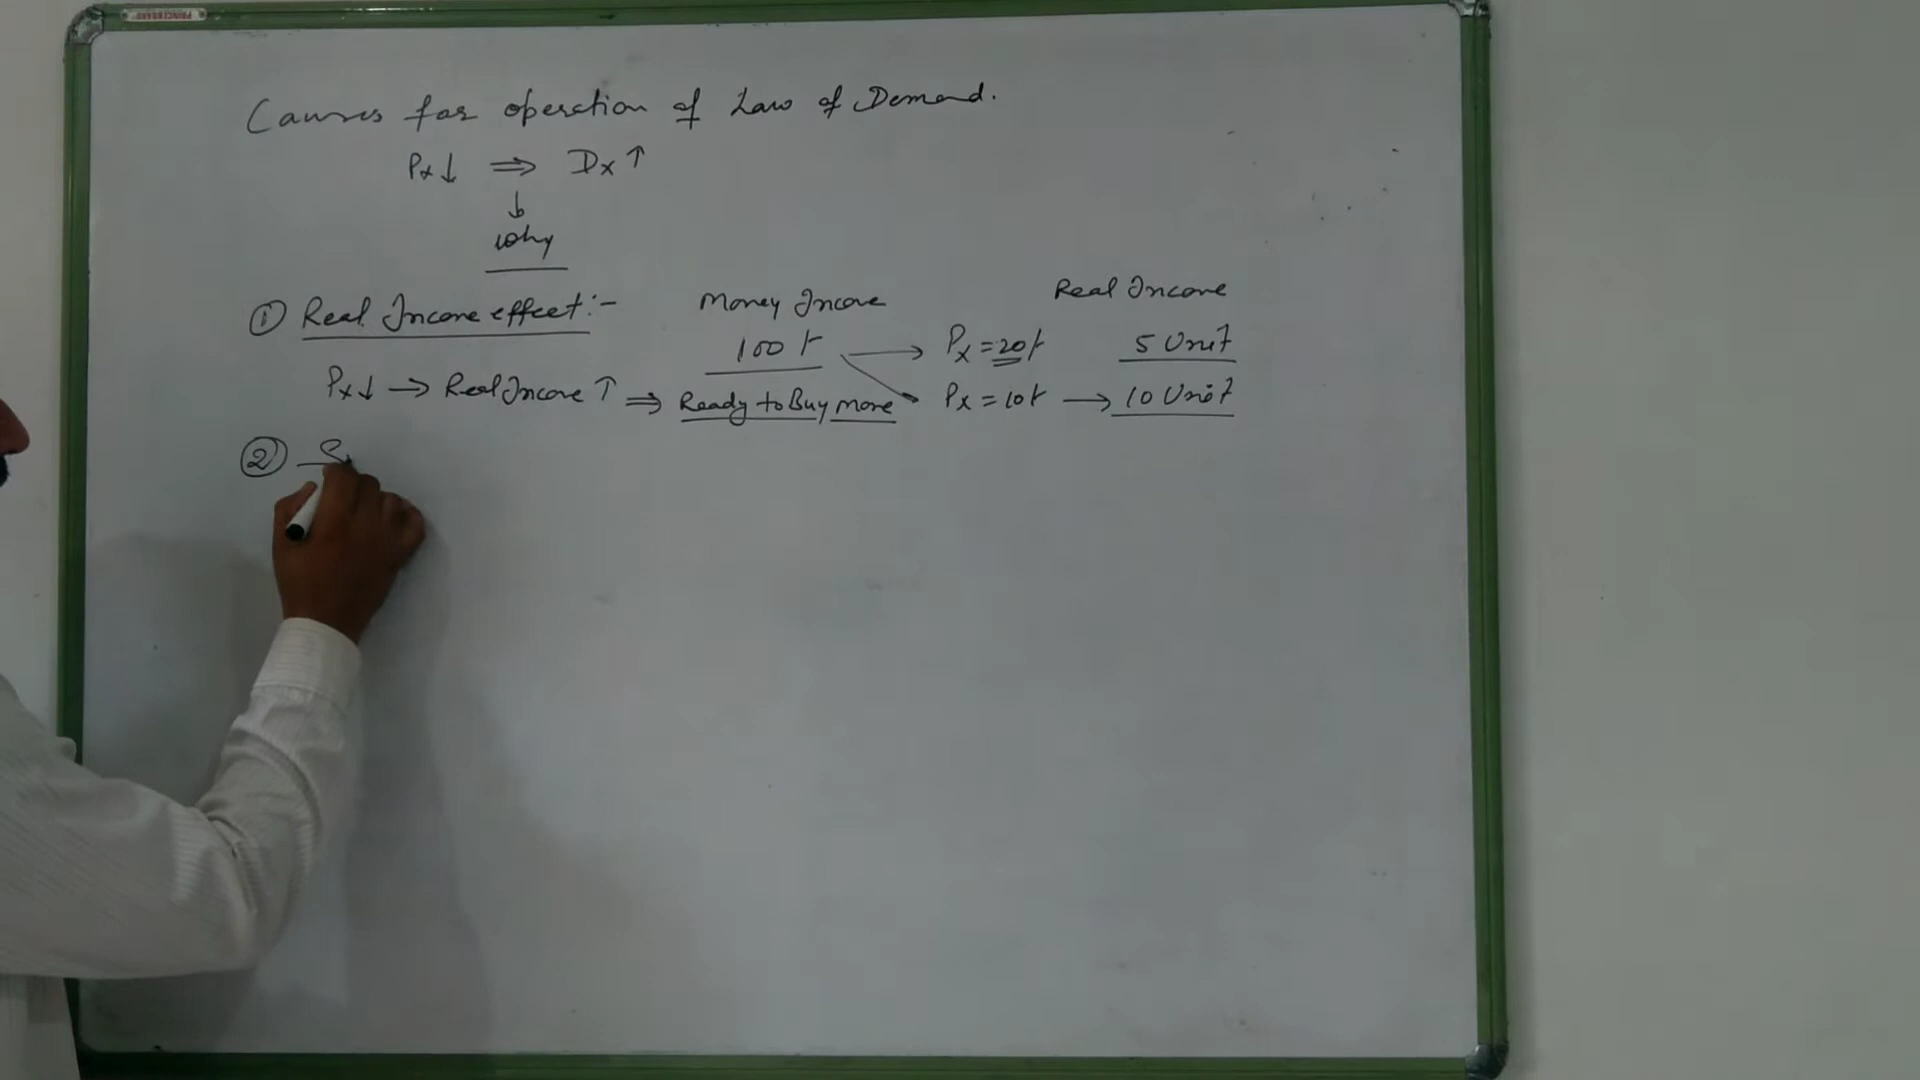 Causes for operation of Law of Demand.
Px↓ ⇒ Dx↑
↓
Why
① Real Income effect :-
Money Income
Real Income
100 ⊦ → Px = 20⊦ 5 Unit
Px↓ → Real Income ↑ ⇒ Ready to Buy more
Px = 10⊦ → 10 Unit
② S